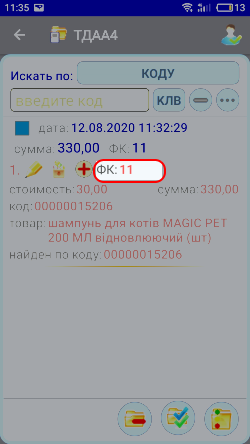 11:35 13
ТДАА4
Искать по: КОДУ
введите код КЛВ
дата: 12.08.2020 11:32:29
сумма: 330,00 ФК: 11
1. ФК: 11
стоимость: 30,00 сумма: 330,00
код: 00000015206
товар: шампунь для котів MAGIC PET
200 МЛ відновлюючий (шт)
найден по коду: 00000015206